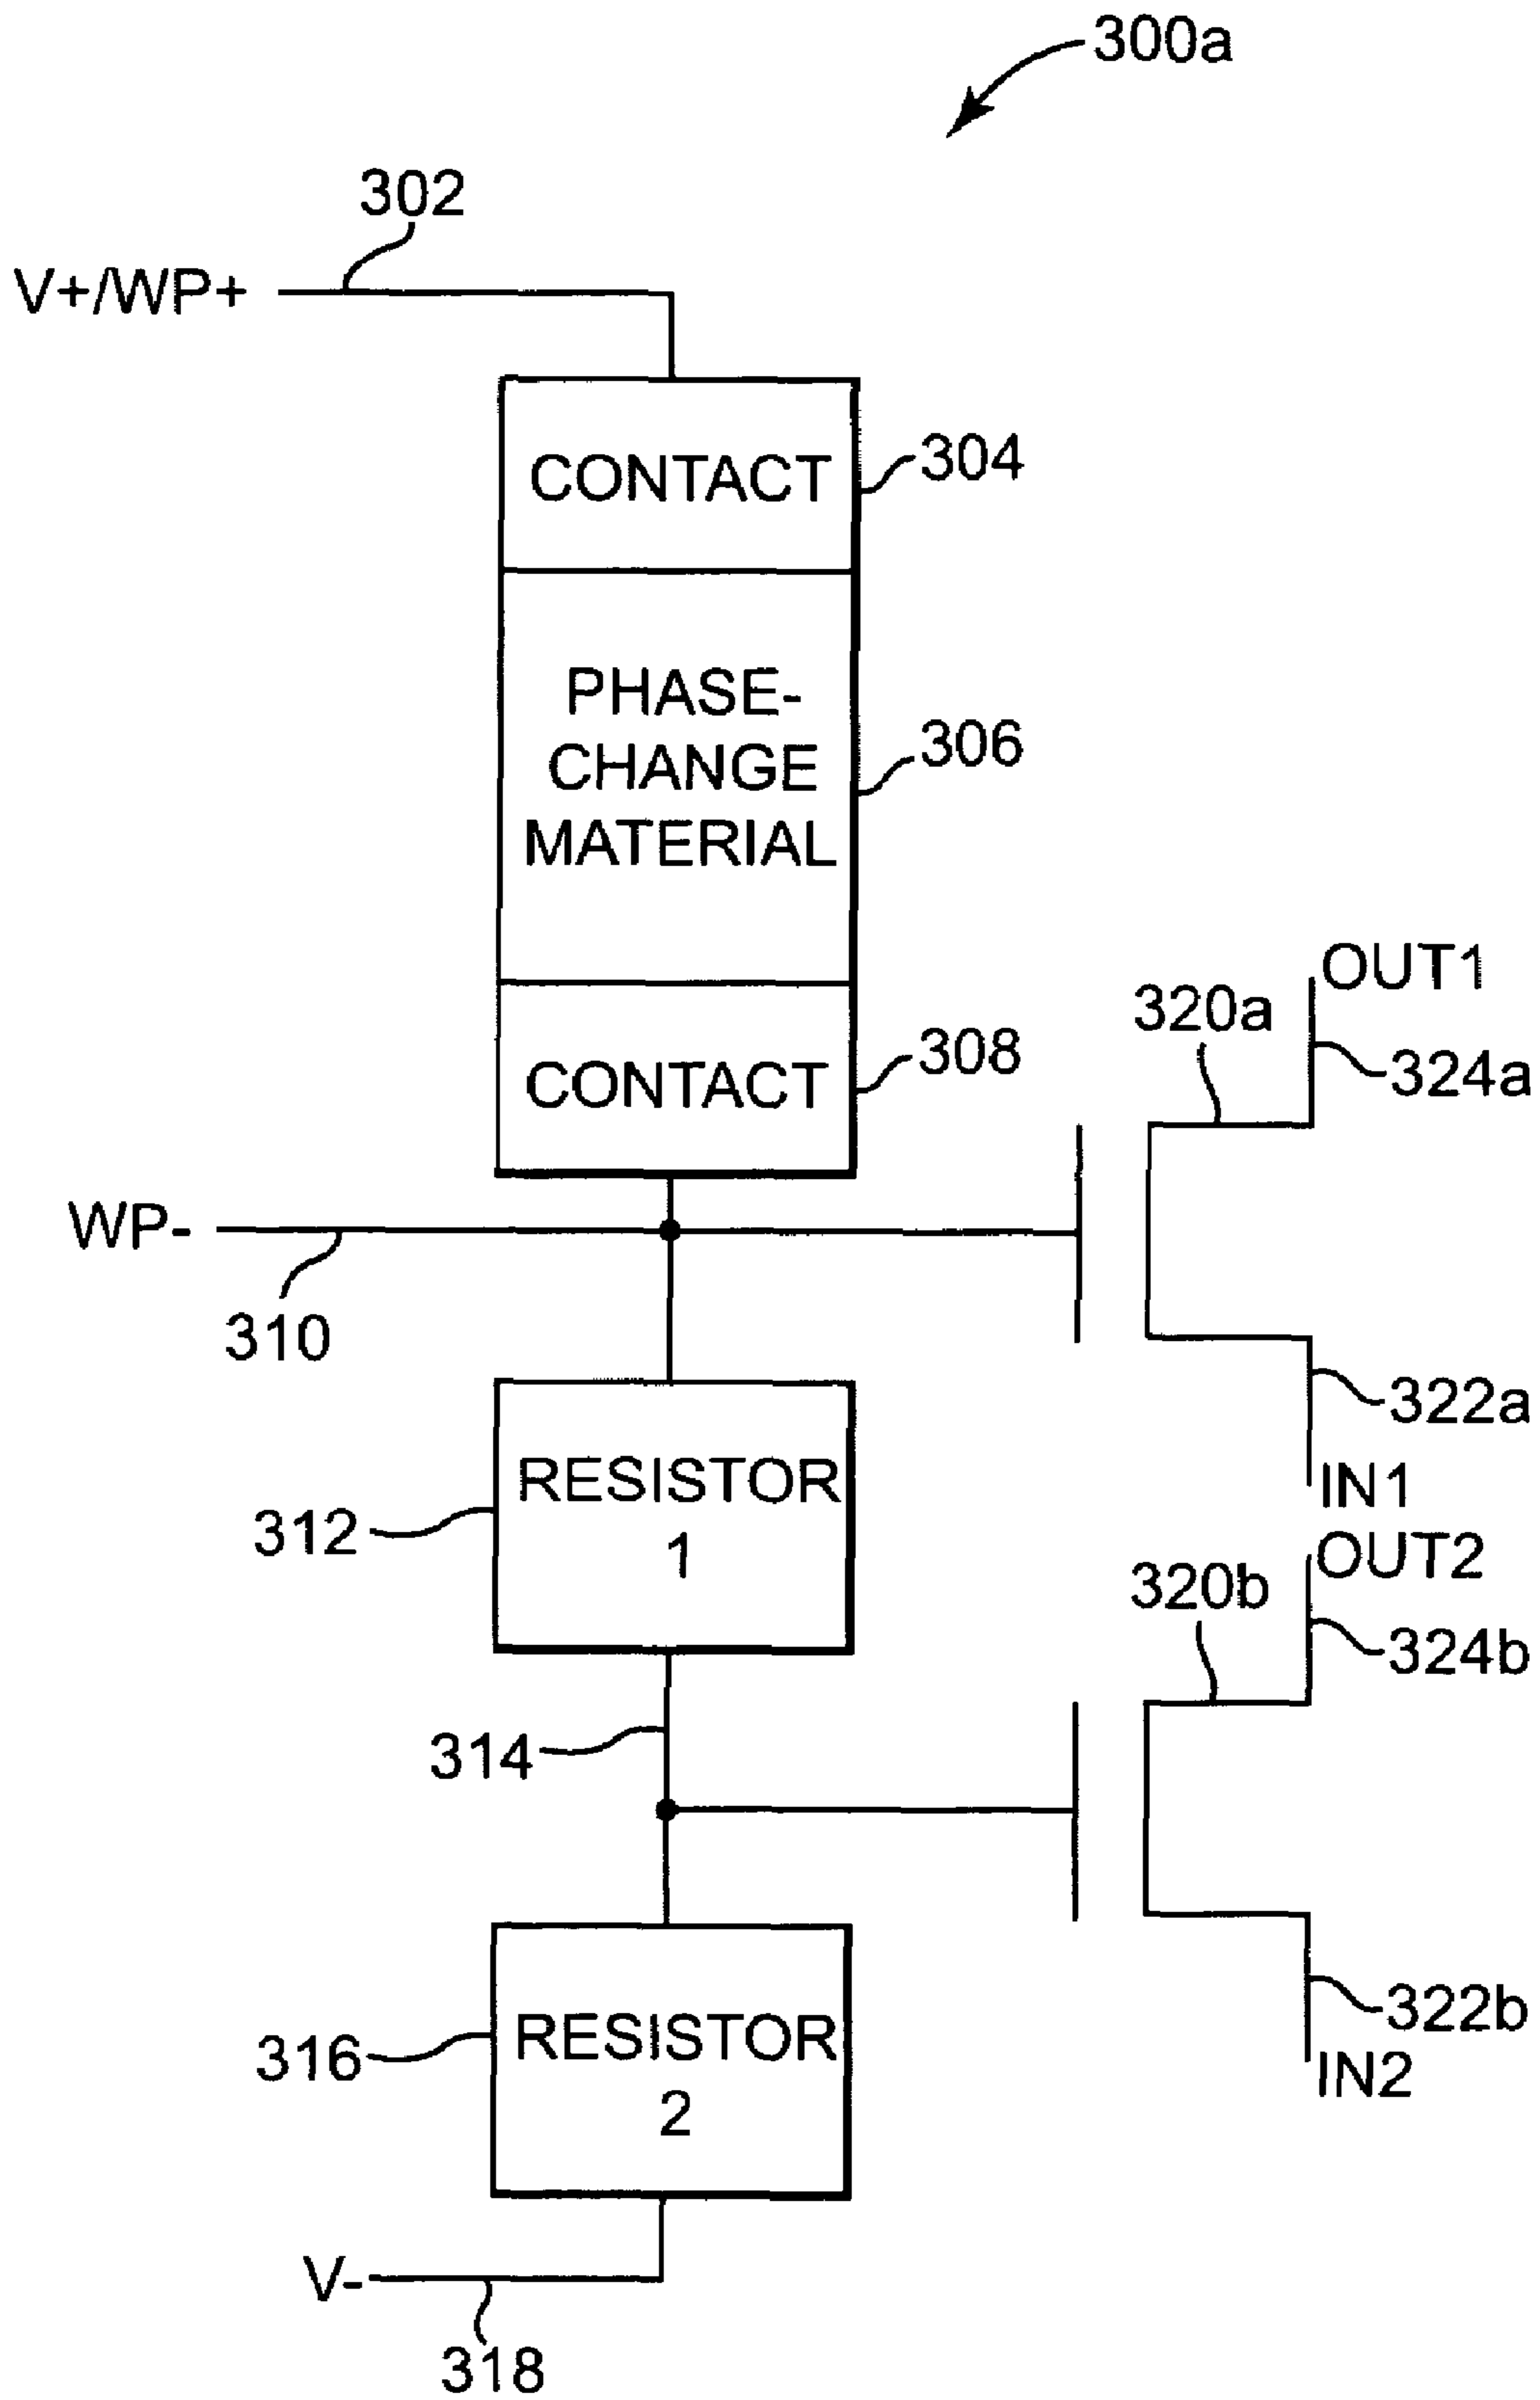 300a
302
V+/WP+
CONTACT
304
PHASE-
CHANGE
MATERIAL
306
OUT1
320a
CONTACT
308
324a
WP-
310
322a
RESISTOR
1
IN1
312
OUT2
320b
324b
314
322b
RESISTOR
2
316
IN2
V-
318